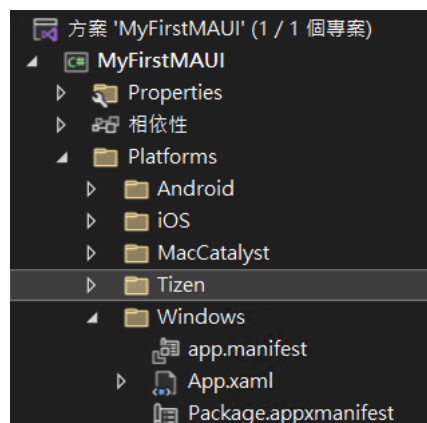 方案 'MyFirstMAUI' (1 / 1 個專案)
C# MyFirstMAUI
Properties
相依性
Platforms
Android
iOS
MacCatalyst
Tizen
Windows
app.manifest
App.xaml
Package.appxmanifest